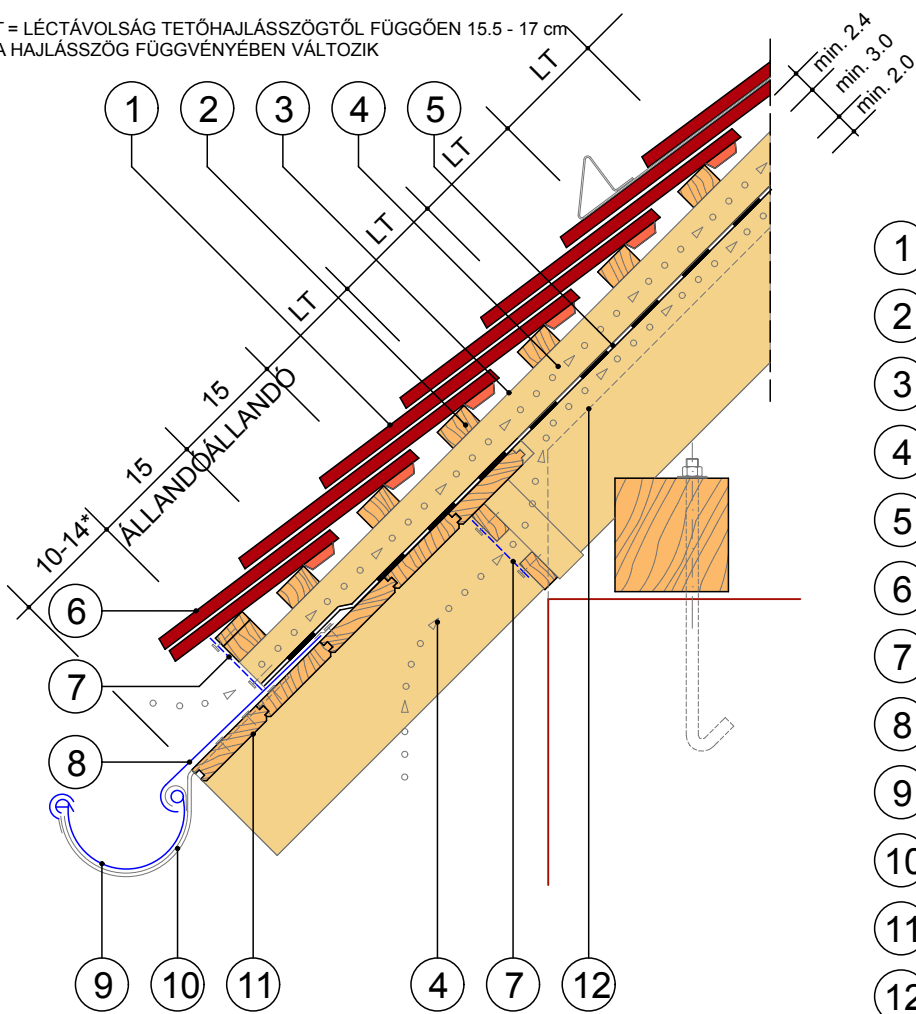 T = LÉCTÁVOLSÁG TETŐHAJLÁSSZÖGTŐL FÜGGŐEN 15.5 - 17 cm
A HAJLÁSSZÖG FÜGGVÉNYÉBEN VÁLTOZIK
min. 2.4
min. 3.0
min. 2.0
LT
LT
LT
LT
15
ÁLLANDÓ
15
ÁLLANDÓ
10-14*
1
2
3
4
5
6
7
8
9
10
11
4
7
12
1
2
3
4
5
6
7
8
9
10
11
12